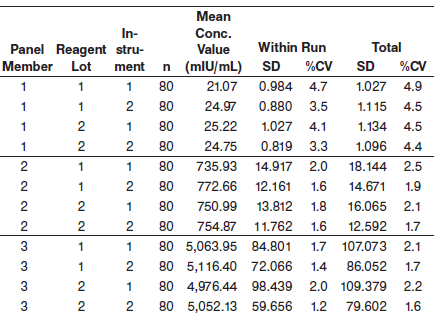 Mean
In- Conc.
Panel Reagent stru- Value Within Run Total
Member Lot ment n (mIU/mL) SD %CV SD %CV
1 1 1 80 21.07 0.984 4.7 1.027 4.9
1 1 2 80 24.97 0.880 3.5 1.115 4.5
1 2 1 80 25.22 1.027 4.1 1.134 4.5
1 2 2 80 24.75 0.819 3.3 1.096 4.4
2 1 1 80 735.93 14.917 2.0 18.144 2.5
2 1 2 80 772.66 12.161 1.6 14.671 1.9
2 2 1 80 750.99 13.812 1.8 16.065 2.1
2 2 2 80 754.87 11.762 1.6 12.592 1.7
3 1 1 80 5,063.95 84.801 1.7 107.073 2.1
3 1 2 80 5,116.40 72.066 1.4 86.052 1.7
3 2 1 80 4,976.44 98.439 2.0 109.379 2.2
3 2 2 80 5,052.13 59.656 1.2 79.602 1.6